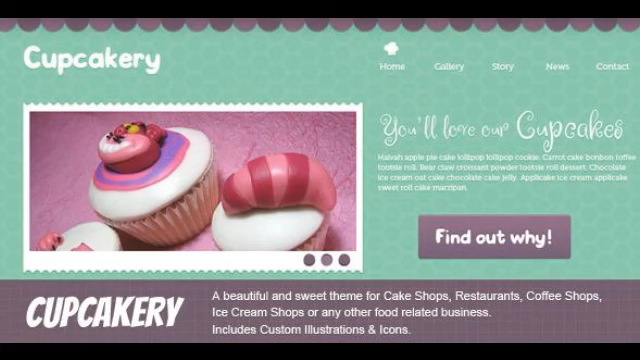 Cupcakery
Home Gallery Story News Contact
You'll love our Cupcakes
Halvah apple pie cake lollipop lollipop cookie. Carrot cake bonbon toffee
tootsie roll. Bear claw croissant powder tootsie roll dessert. Chocolate
ice cream oat cake chocolate cake jelly. Applicake ice cream applicake
sweet roll cake marzipan.
Find out why!
CUPCAKERY
A beautiful and sweet theme for Cake Shops, Restaurants, Coffee Shops,
Ice Cream Shops or any other food related business.
Includes Custom Illustrations & Icons.